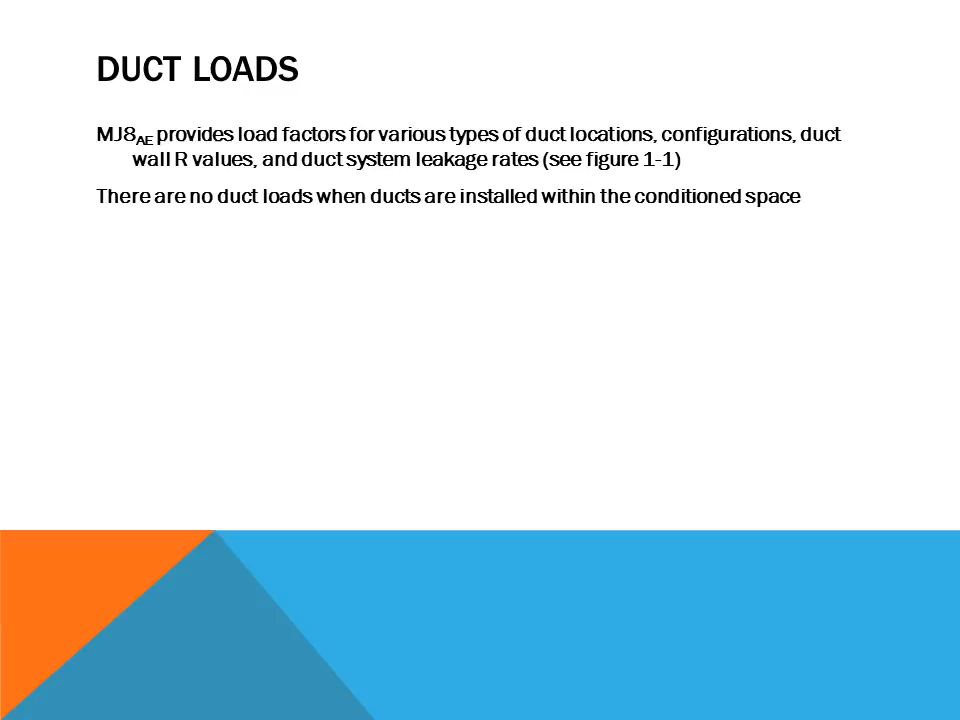 DUCT LOADS
MJ8AE provides load factors for various types of duct locations, configurations, duct
wall R values, and duct system leakage rates (see figure 1-1)
There are no duct loads when ducts are installed within the conditioned space